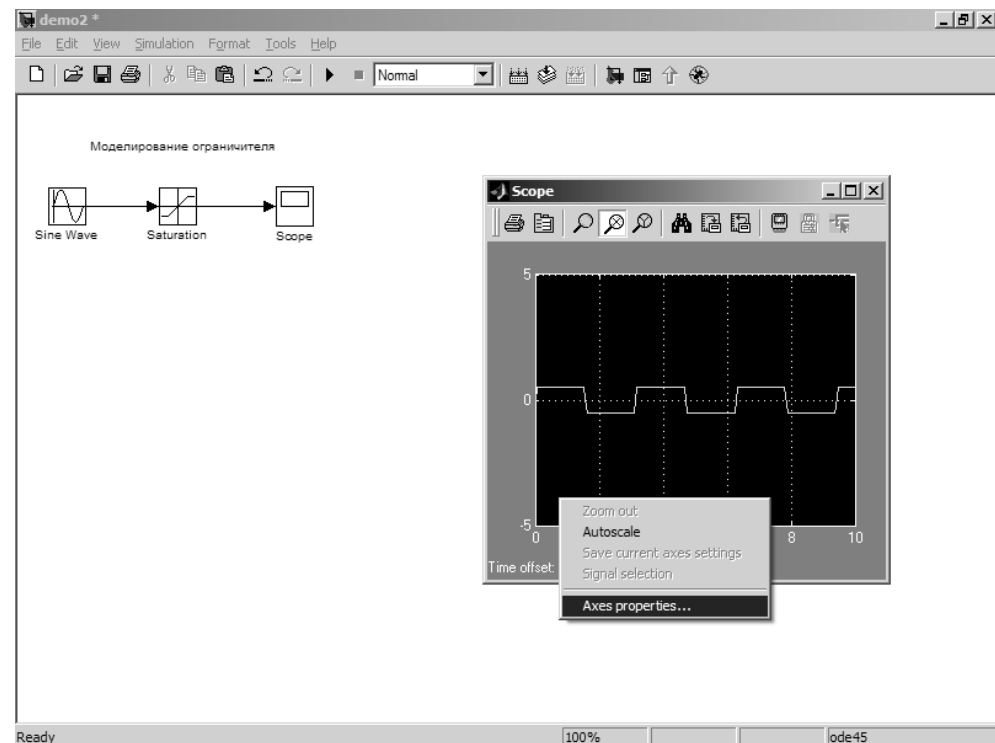 demo2 *
File Edit View Simulation Format Tools Help
Normal
Моделирование ограничителя
Sine Wave
Saturation
Scope
Scope
5
0
-5
0
8
10
Time offset:
Zoom out
Autoscale
Save current axes settings
Signal selection
Axes properties...
Ready
100%
ode45